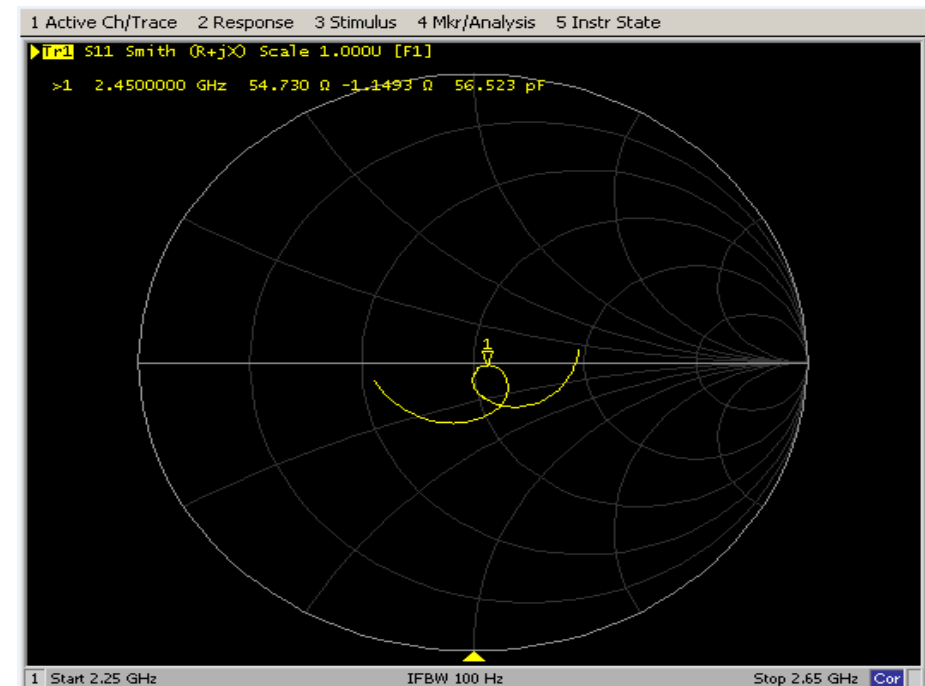 1 Active Ch/Trace 2 Response 3 Stimulus 4 Mkr/Analysis 5 Instr State
Tr1 S11 Smith (R+jX) Scale 1.000U [F1]
>1 2.4500000 GHz 54.730 Ω -1.1493 Ω 56.523 pF
1
1 Start 2.25 GHz IFBW 100 Hz Stop 2.65 GHz Cor